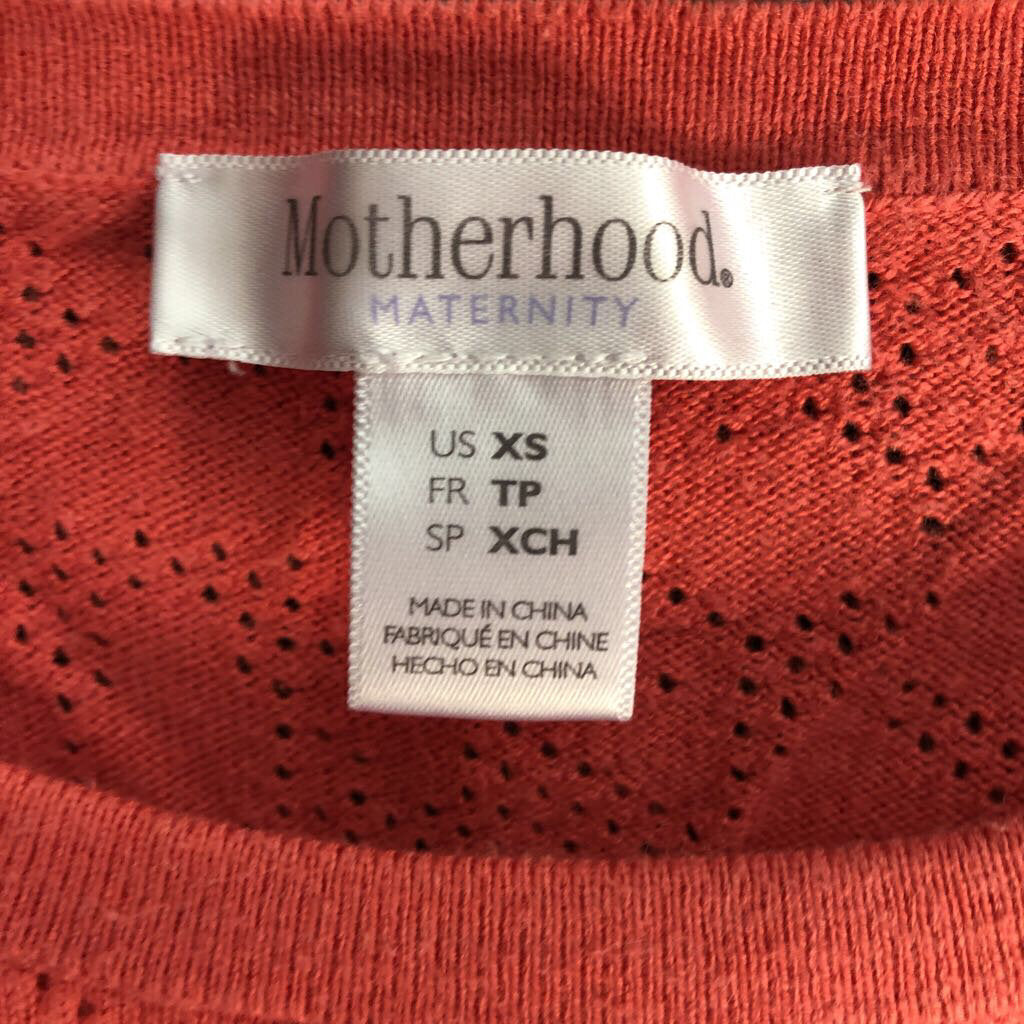 Motherhood®
MATERNITY
US XS
FR TP
SP XCH
MADE IN CHINA
FABRIQUÉ EN CHINE
HECHO EN CHINA